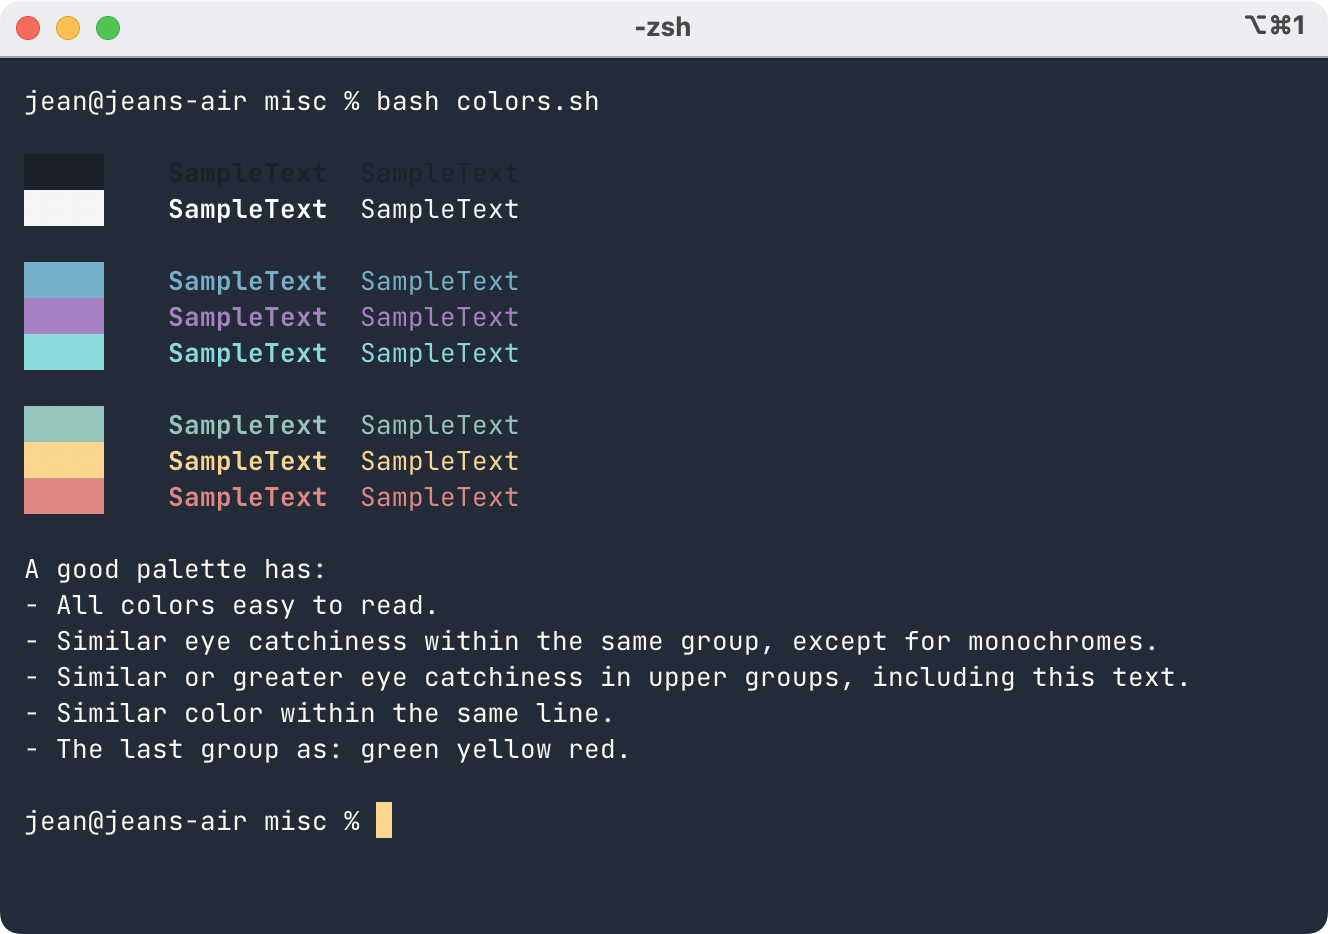 -zsh
⌥⌘1
jean@jeans-air misc % bash colors.sh
SampleText SampleText
SampleText SampleText
SampleText SampleText
SampleText SampleText
SampleText SampleText
SampleText SampleText
SampleText SampleText
SampleText SampleText
A good palette has:
- All colors easy to read.
- Similar eye catchiness within the same group, except for monochromes.
- Similar or greater eye catchiness in upper groups, including this text.
- Similar color within the same line.
- The last group as: green yellow red.
jean@jeans-air misc %